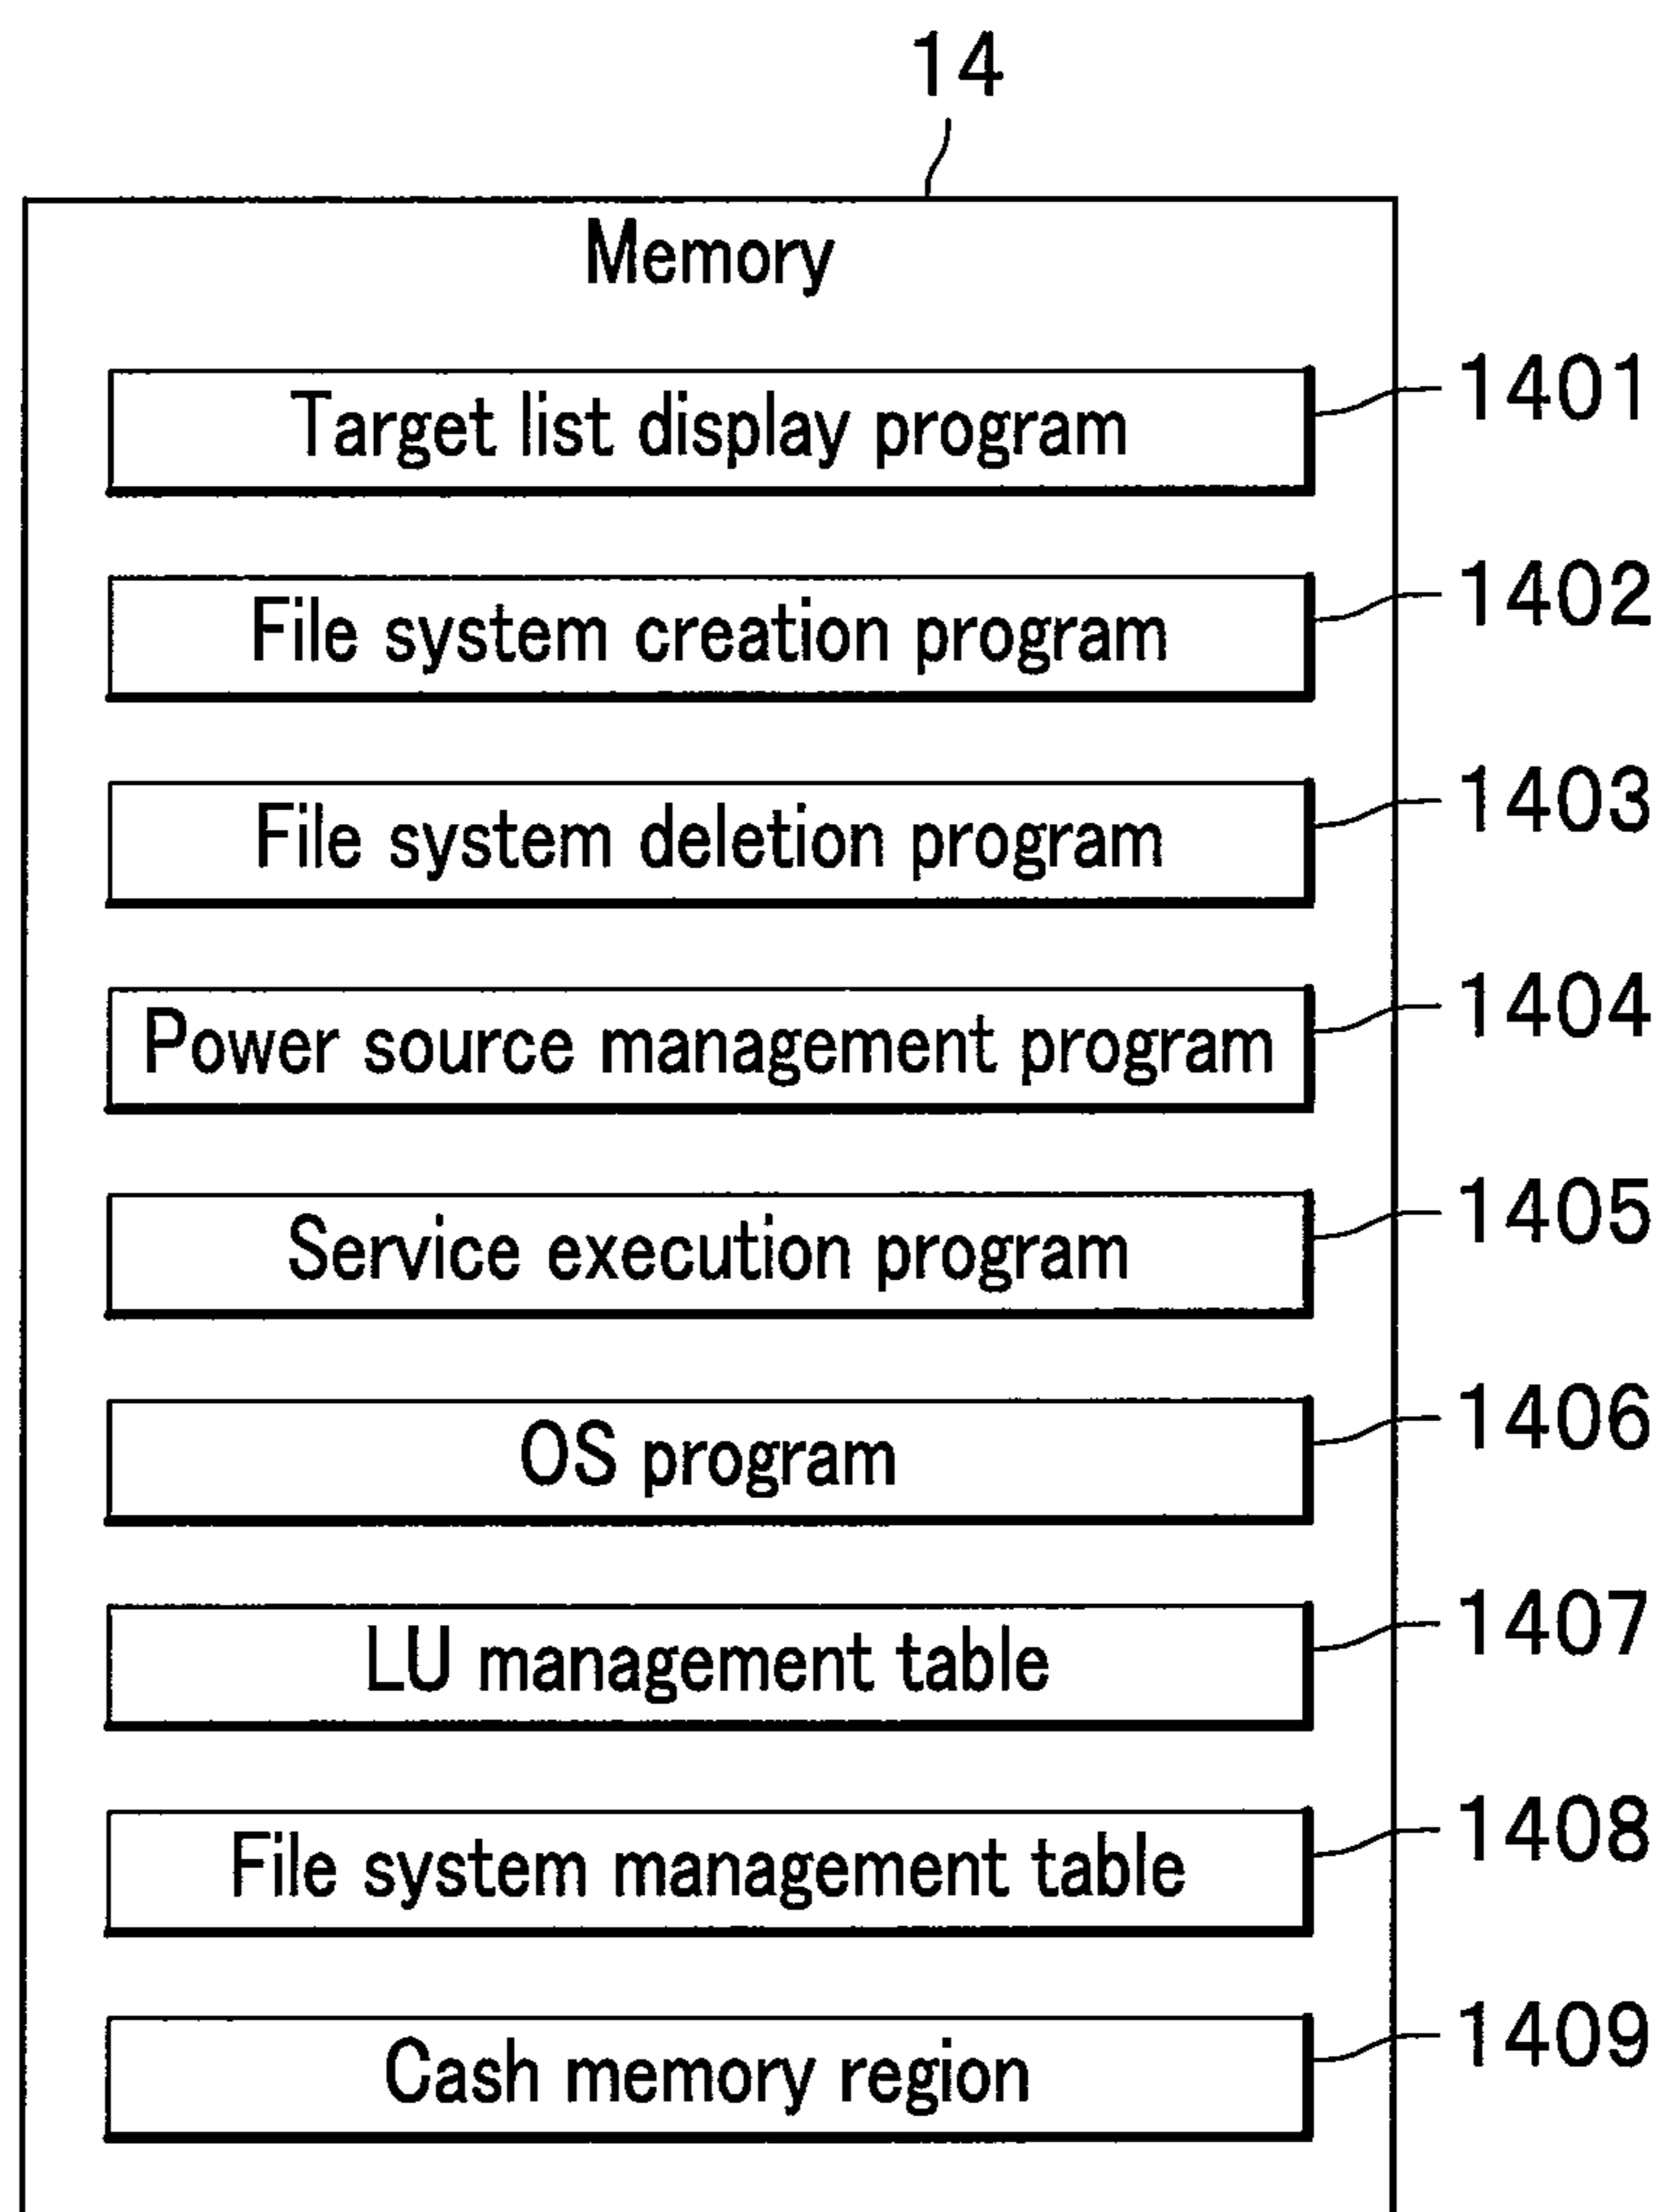 14
Memory
Target list display program 1401
File system creation program 1402
File system deletion program 1403
Power source management program 1404
Service execution program 1405
OS program 1406
LU management table 1407
File system management table 1408
Cash memory region 1409